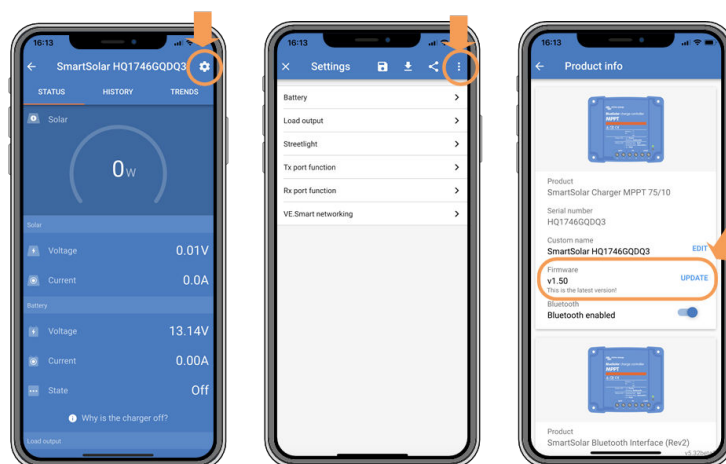 16:13
SmartSolar HQ1746GQDQ3
STATUS HISTORY TRENDS
Solar
0W
Solar
Voltage 0.01V
Current 0.0A
Battery
Voltage 13.14V
Current 0.00A
State Off
Why is the charger off?
Load output
16:13
Settings
Battery
Load output
Streetlight
Tx port function
Rx port function
VE.Smart networking
16:13
Product info
MPPT
Product
SmartSolar Charger MPPT 75/10
Serial number
HQ1746GQDQ3
Custom name
SmartSolar HQ1746GQDQ3 EDIT
Firmware
v1.50 UPDATE
This is the latest version!
Bluetooth
Bluetooth enabled
MPPT
Product
SmartSolar Bluetooth Interface (Rev2)